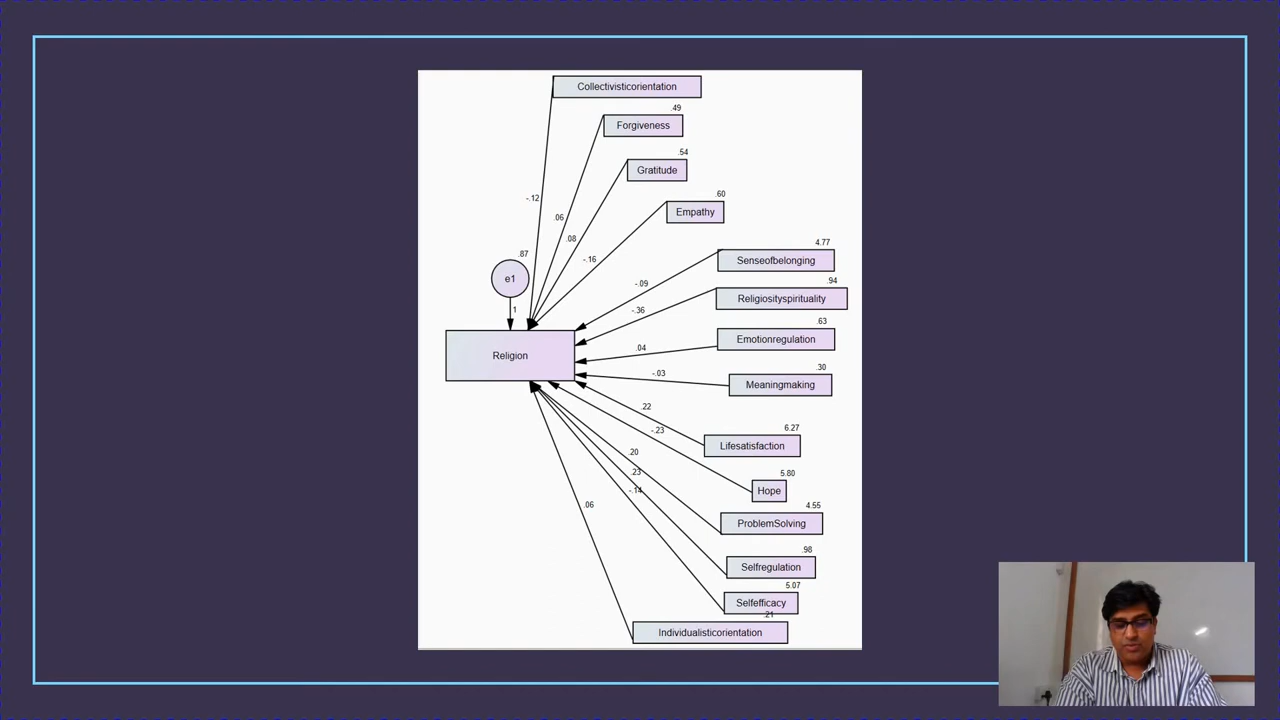 Collectivisticorientation
.49
Forgiveness
.54
Gratitude
.60
Empathy
-.12
.06
.08
-.16
.87
e1
1
4.77
Senseofbelonging
-.09
.94
Religiosityspirituality
-.36
.63
Emotionregulation
.04
Religion
.30
Meaningmaking
-.03
6.27
Lifesatisfaction
.22
-.23
5.80
Hope
.20
4.55
ProblemSolving
.23
-.14
.98
Selfregulation
5.07
Selfefficacy
.06
.21
Individualisticorientation